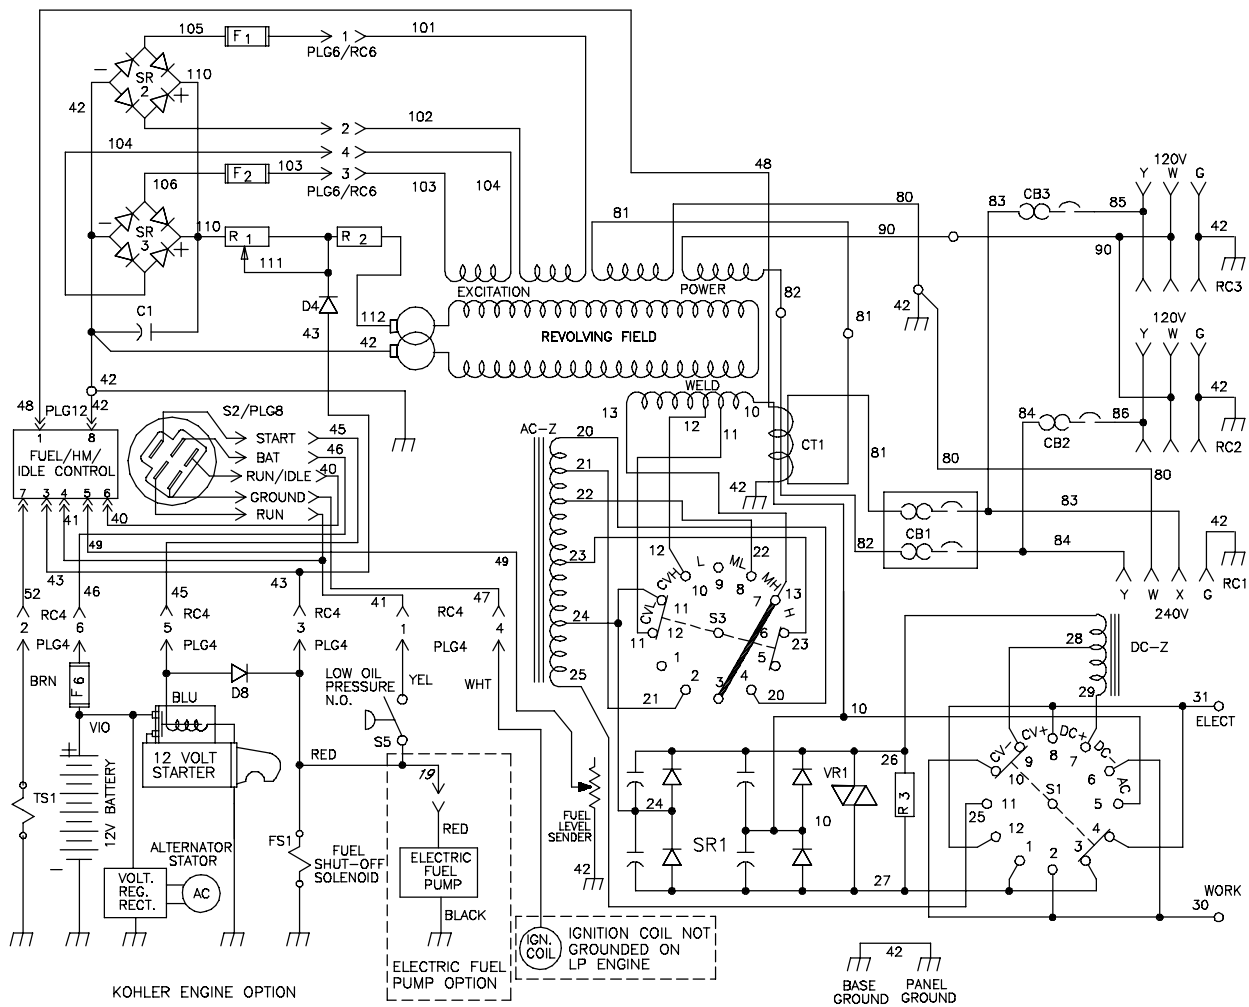 105
F1
1
101
PLG6/RC6
SR
2
110
42
102
2
104
4
F2
103
3
PLG6/RC6
103
104
106
48
SR
3
110
R 1
R 2
111
81
80
90
83
CB3
85
120V
Y W G
42
90
RC3
EXCITATION
POWER
82
C1
D4
43
112
42
REVOLVING FIELD
42
81
120V
Y W G
42
RC2
84
CB2
86
42
48
PLG12
42
1
8
FUEL/HM/
IDLE CONTROL
7 3 4 5 6
41
40
49
43
S2/PLG8
START
45
BAT
46
RUN/IDLE
40
GROUND
RUN
WELD
13
12
11
10
CT1
42
81
80
83
82
CB1
84
42
RC1
Y W X G
240V
AC-Z
20
21
22
23
24
25
12
L
ML
22
CVH
10
9
8
MH
7
13
CVL
11
H
11
12
S3
6
23
1
5
2
3
4
21
20
52
46
45
43
41
47
49
RC4
RC4
RC4
2
6
5
3
1
4
PLG4
PLG4
PLG4
BRN
F 6
VIO
BLU
D8
LOW OIL
PRESSURE
N.O.
YEL
WHT
S5
12 VOLT
STARTER
RED
12V BATTERY
TS1
ALTERNATOR
STATOR
VOLT.
REG.
RECT.
AC
FS1
FUEL
SHUT-OFF
SOLENOID
19
RED
ELECTRIC
FUEL
PUMP
BLACK
ELECTRIC FUEL
PUMP OPTION
IGN.
COIL
IGNITION COIL NOT
GROUNDED ON
LP ENGINE
FUEL
LEVEL
SENDER
42
24
SR1
10
VR1
26
R 3
27
10
28
DC-Z
29
31
ELECT
CV-
CV+
DC+
DC-
AC
9
8
7
10
6
11
S1
5
25
12
4
1
2
3
WORK
30
42
BASE
GROUND
PANEL
GROUND
KOHLER ENGINE OPTION